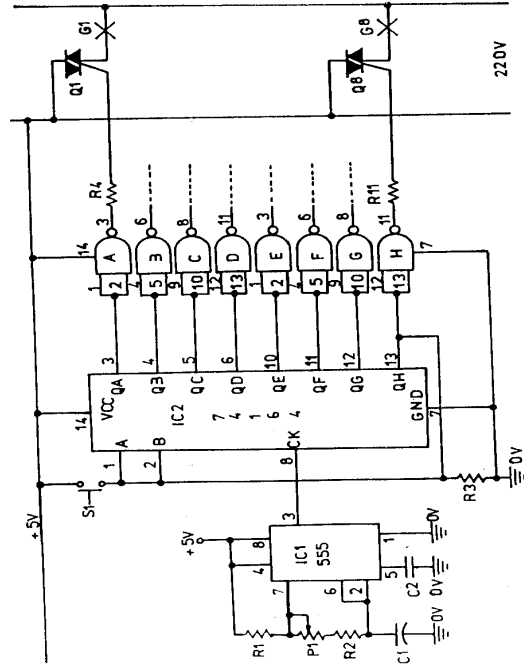 +5V
S1
14
VCC
A
1
B
2
IC2
7
4
1
6
4
CK
8
GND
7
QA
3
QB
4
QC
5
QD
6
QE
10
QF
11
QG
12
QH
13
1
2
A
3
14
4
5
B
6
9
10
C
8
12
13
D
11
1
2
E
3
4
5
F
6
9
10
G
8
12
13
H
11
7
R4
R11
Q1
G1
Q8
G8
220V
+5V
R1
P1
R2
C1
0V
7
6
2
4
8
IC1
555
3
5
1
C2
0V
0V
R3
0V